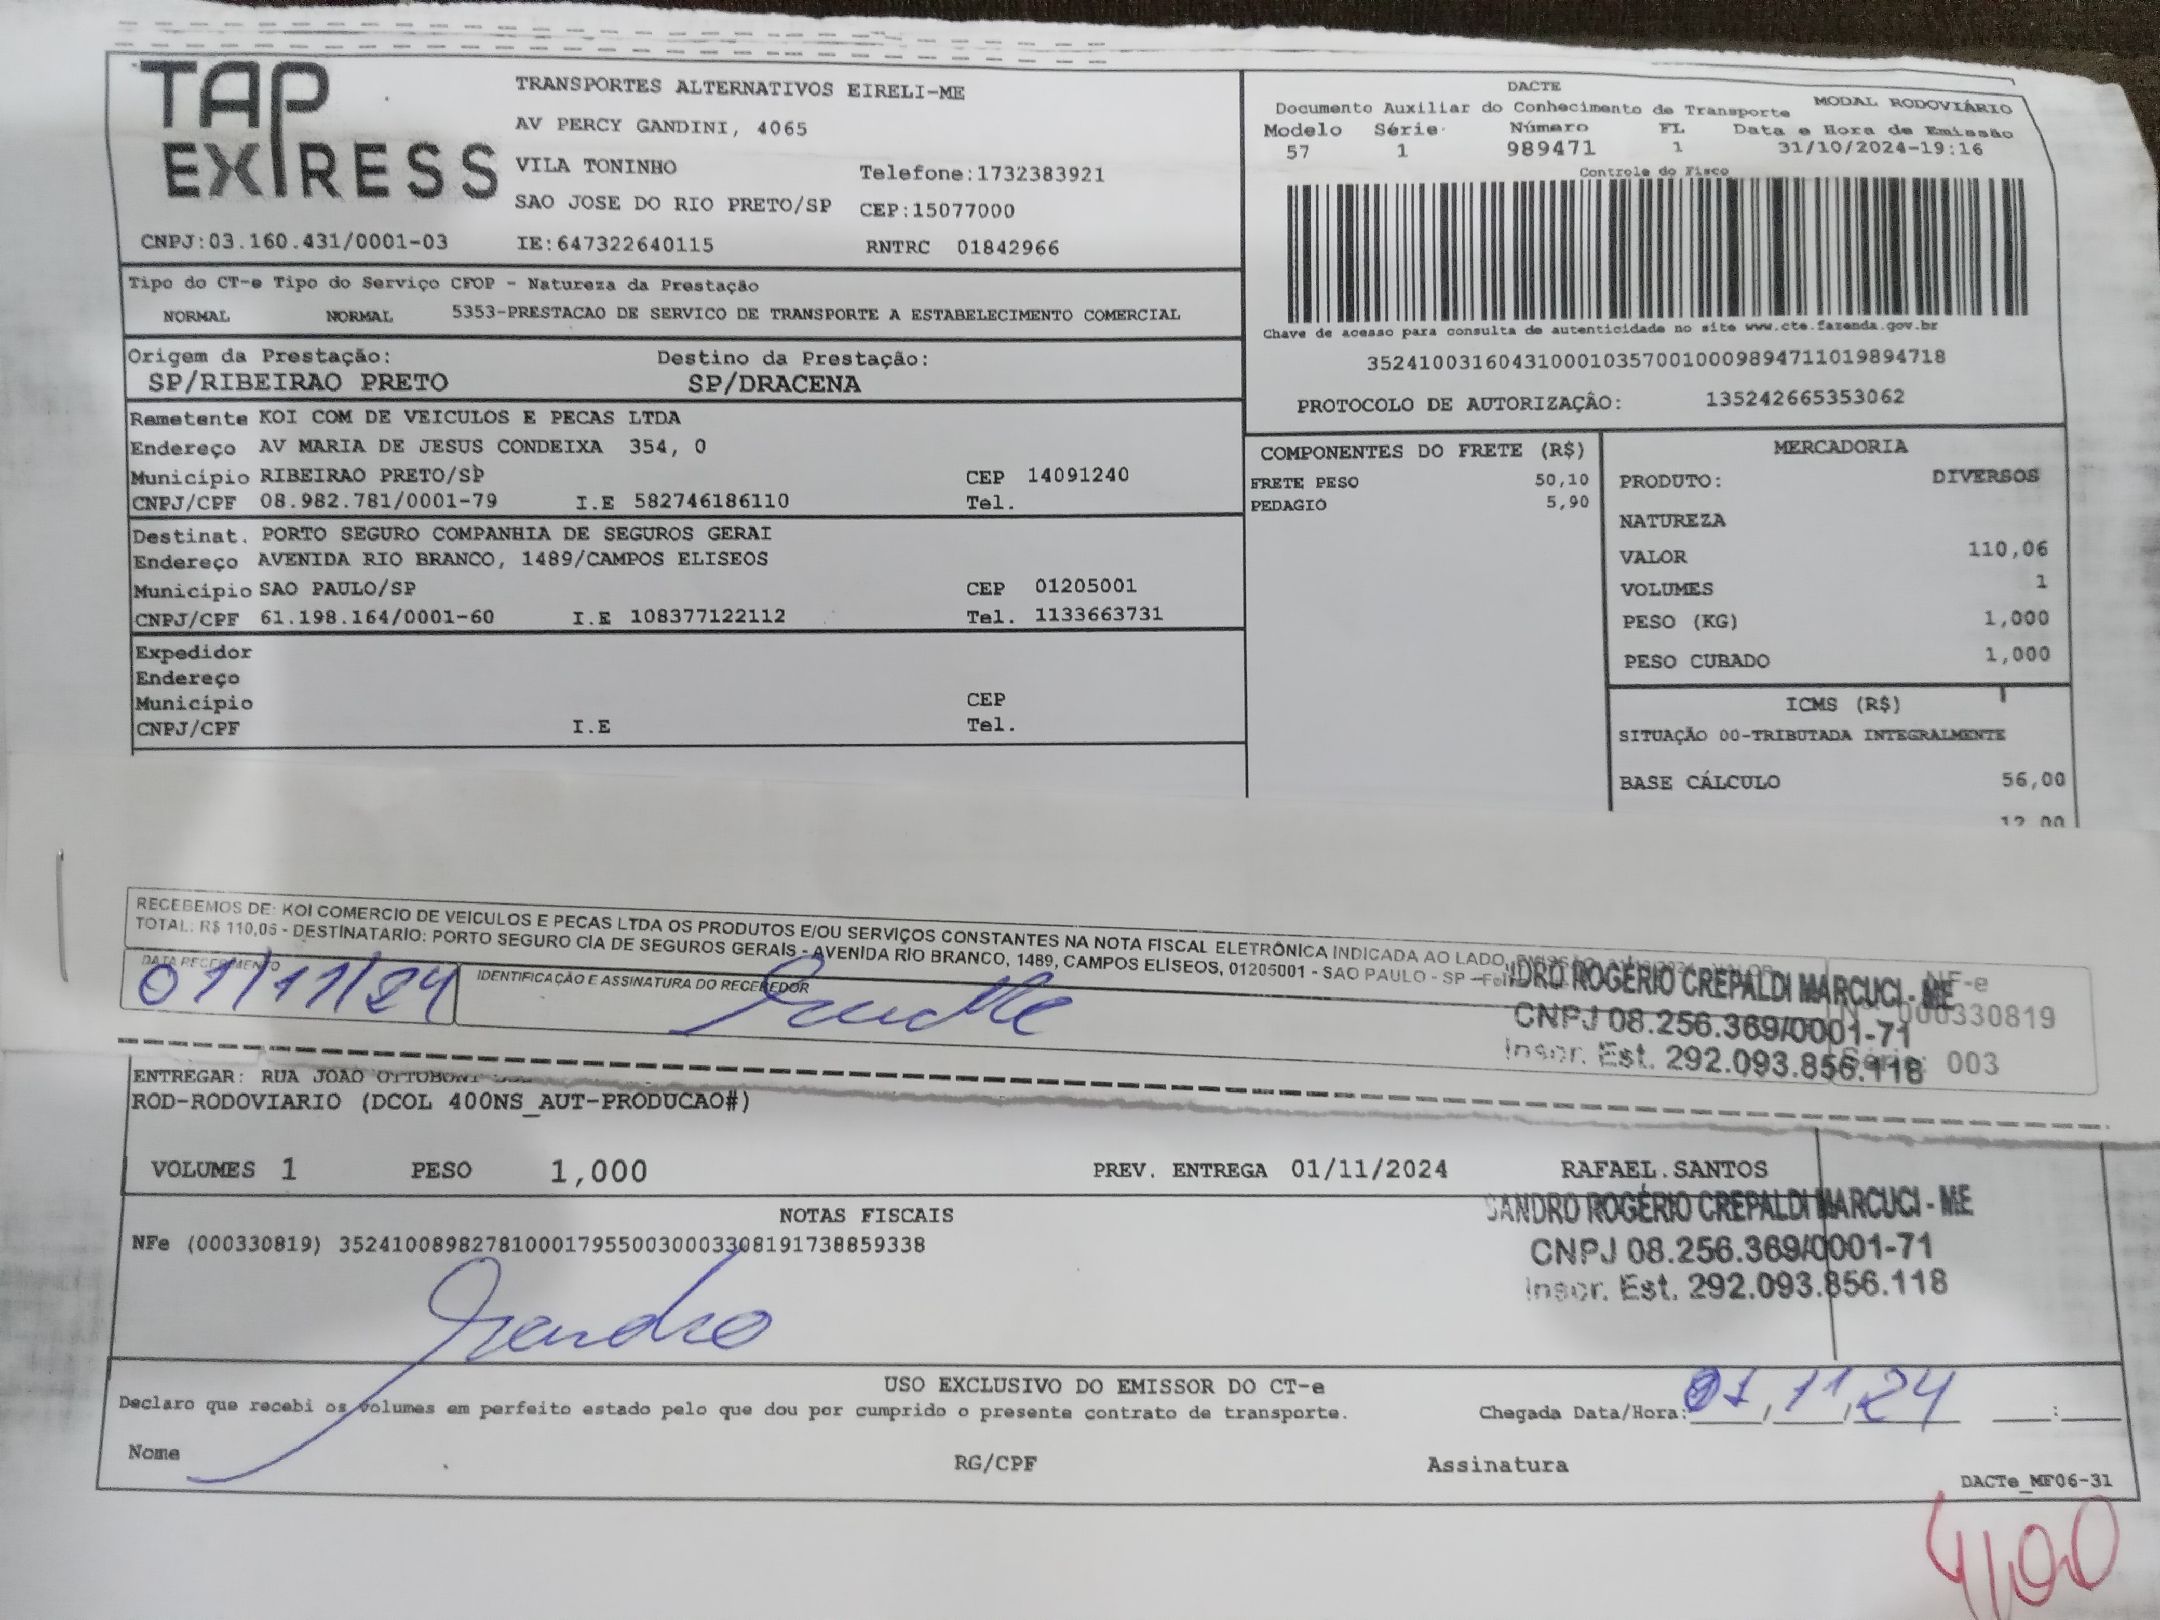 TAP EXPRESS
TRANSPORTES ALTERNATIVOS EIRELI-ME
AV PERCY GANDINI, 4065
VILA TONINHO Telefone:1732383921
SAO JOSE DO RIO PRETO/SP CEP:15077000
CNPJ:03.160.431/0001-03 IE:647322640115 RNTRC 01842966
DACTE
Documento Auxiliar do Conhecimento de Transporte MODAL RODOVIÁRIO
Modelo Série Número FL Data e Hora de Emissão
57 1 989471 1 31/10/2024-19:16
Controle do Fisco
Chave de acesso para consulta de autenticidade no site www.cte.fazenda.gov.br
35241003160431000103570010009894711019894718
PROTOCOLO DE AUTORIZAÇÃO: 135242665353062
Tipo do CT-e Tipo do Serviço CFOP - Natureza da Prestação
NORMAL NORMAL 5353-PRESTACAO DE SERVICO DE TRANSPORTE A ESTABELECIMENTO COMERCIAL
Origem da Prestação: Destino da Prestação:
SP/RIBEIRAO PRETO SP/DRACENA
Remetente KOI COM DE VEICULOS E PECAS LTDA
Endereço AV MARIA DE JESUS CONDEIXA 354, 0
Município RIBEIRAO PRETO/SP CEP 14091240
CNPJ/CPF 08.982.781/0001-79 I.E 582746186110 Tel.
Destinat. PORTO SEGURO COMPANHIA DE SEGUROS GERAI
Endereço AVENIDA RIO BRANCO, 1489/CAMPOS ELISEOS
Município SAO PAULO/SP CEP 01205001
CNPJ/CPF 61.198.164/0001-60 I.E 108377122112 Tel. 1133663731
Expedidor
Endereço
Município CEP
CNPJ/CPF I.E Tel.
COMPONENTES DO FRETE (R$)
FRETE PESO 50,10
PEDAGIO 5,90
MERCADORIA
PRODUTO: DIVERSOS
NATUREZA
VALOR 110,06
VOLUMES 1
PESO (KG) 1,000
PESO CUBADO 1,000
ICMS (R$)
SITUAÇÃO 00-TRIBUTADA INTEGRALMENTE
BASE CÁLCULO 56,00
12,00
RECEBEMOS DE: KOI COMERCIO DE VEICULOS E PECAS LTDA OS PRODUTOS E/OU SERVIÇOS CONSTANTES NA NOTA FISCAL ELETRÔNICA INDICADA AO LADO,
TOTAL: R$ 110,06 - DESTINATARIO: PORTO SEGURO CIA DE SEGUROS GERAIS - AVENIDA RIO BRANCO, 1489, CAMPOS ELISEOS, 01205001 - SAO PAULO - SP
DATA RECEBIMENTO IDENTIFICAÇÃO E ASSINATURA DO RECEBEDOR
01/11/24
NF-e
000330819
003
DRO ROGÉRIO CREPALDI MARCUCI - ME
CNPJ 08.256.369/0001-71
Inscr. Est. 292.093.856.118
ENTREGAR: RUA JOAO OTTOBONI
ROD-RODOVIARIO (DCOL 400NS_AUT-PRODUCAO#)
VOLUMES 1 PESO 1,000 PREV. ENTREGA 01/11/2024 RAFAEL.SANTOS
NOTAS FISCAIS
NFe (000330819) 35241008982781000179550030003308191738859338
SANDRO ROGÉRIO CREPALDI MARCUCI - ME
CNPJ 08.256.369/0001-71
Inscr. Est. 292.093.856.118
Sandro
USO EXCLUSIVO DO EMISSOR DO CT-e
Declaro que recebi os volumes em perfeito estado pelo que dou por cumprido o presente contrato de transporte. Chegada Data/Hora: 01, 11, 24 :
Nome RG/CPF Assinatura
DACTe_MF06-31